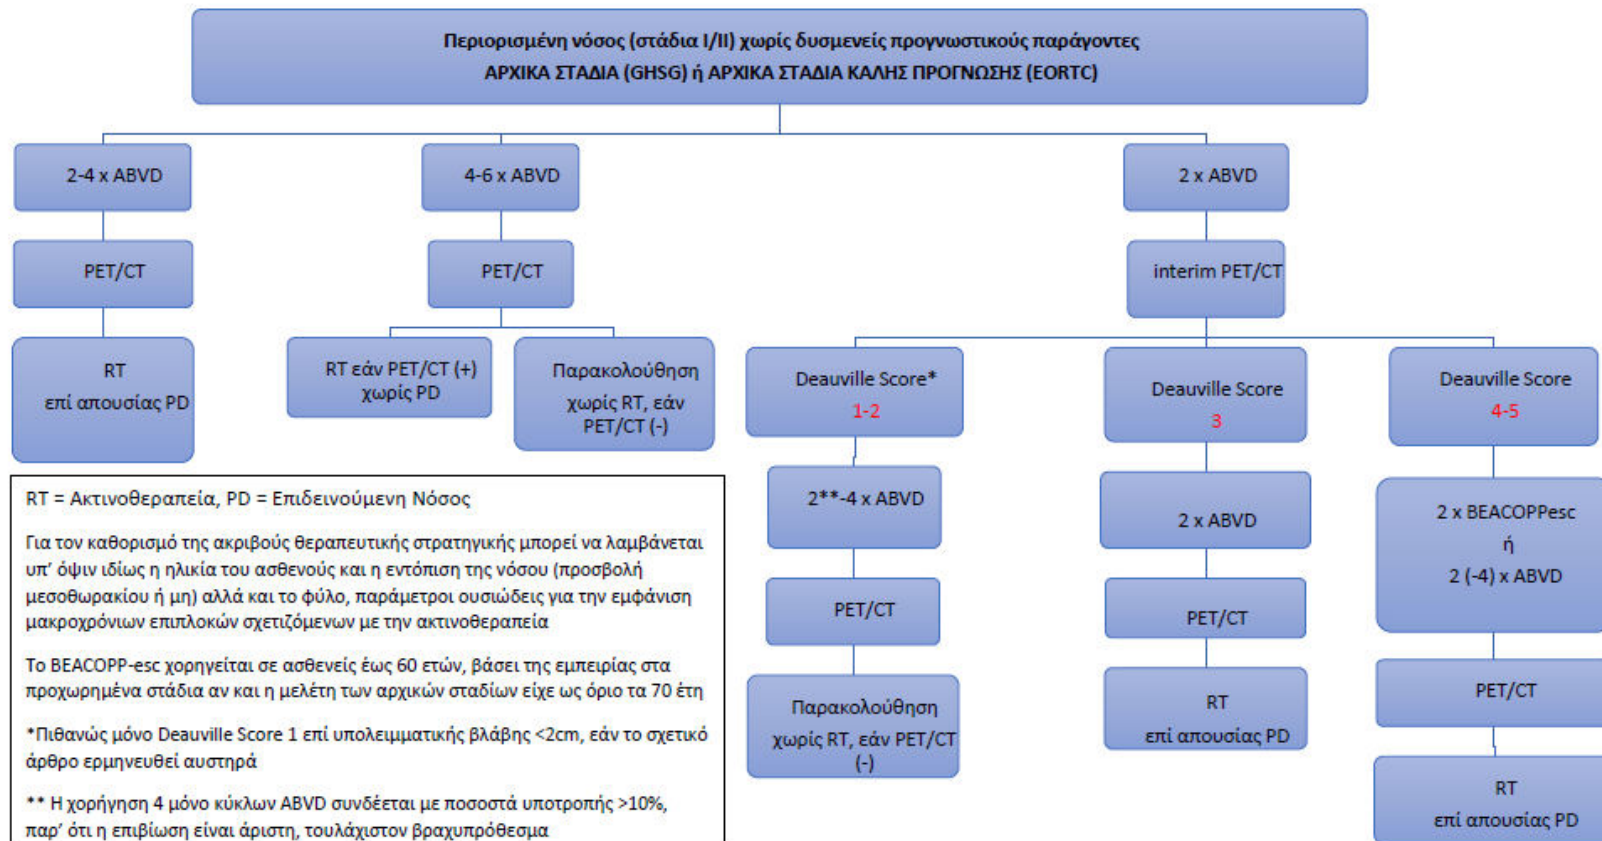 Περιορισμένη νόσος (στάδια I/II) χωρίς δυσμενείς προγνωστικούς παράγοντες
ΑΡΧΙΚΑ ΣΤΑΔΙΑ (GHSG) ή ΑΡΧΙΚΑ ΣΤΑΔΙΑ ΚΑΛΗΣ ΠΡΟΓΝΩΣΗΣ (EORTC)
2-4 x ABVD
PET/CT
RT
επί απουσίας PD
4-6 x ABVD
PET/CT
RT εάν PET/CT (+)
χωρίς PD
Παρακολούθηση
χωρίς RT, εάν
PET/CT (-)
2 x ABVD
interim PET/CT
Deauville Score*
1-2
2**-4 x ABVD
PET/CT
Παρακολούθηση
χωρίς RT, εάν PET/CT
(-)
Deauville Score
3
2 x ABVD
PET/CT
RT
επί απουσίας PD
Deauville Score
4-5
2 x BEACOPPesc
ή
2 (-4) x ABVD
PET/CT
RT
επί απουσίας PD
RT = Ακτινοθεραπεία, PD = Επιδεινούμενη Νόσος
Για τον καθορισμό της ακριβούς θεραπευτικής στρατηγικής μπορεί να λαμβάνεται
υπ’ όψιν ιδίως η ηλικία του ασθενούς και η εντόπιση της νόσου (προσβολή
μεσοθωρακίου ή μη) αλλά και το φύλο, παράμετροι ουσιώδεις για την εμφάνιση
μακροχρόνιων επιπλοκών σχετιζόμενων με την ακτινοθεραπεία
Το BEACOPP-esc χορηγείται σε ασθενείς έως 60 ετών, βάσει της εμπειρίας στα
προχωρημένα στάδια αν και η μελέτη των αρχικών σταδίων είχε ως όριο τα 70 έτη
*Πιθανώς μόνο Deauville Score 1 επί υπολειμματικής βλάβης <2cm, εάν το σχετικό
άρθρο ερμηνευθεί αυστηρά
** Η χορήγηση 4 μόνο κύκλων ABVD συνδέεται με ποσοστά υποτροπής >10%,
παρ’ ότι η επιβίωση είναι άριστη, τουλάχιστον βραχυπρόθεσμα